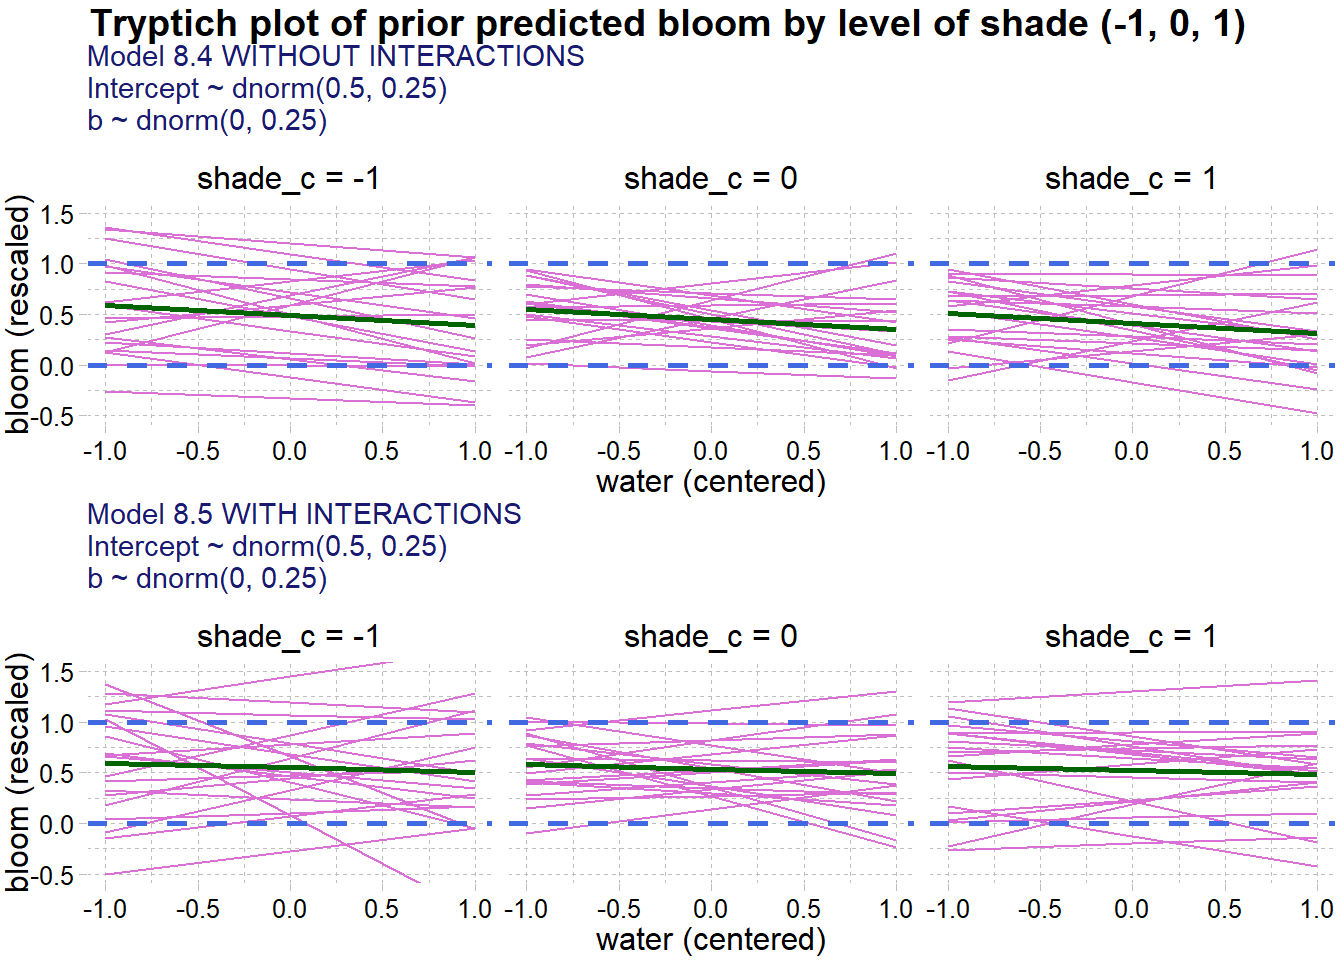 Tryptich plot of prior predicted bloom by level of shade (-1, 0, 1)
Model 8.4 WITHOUT INTERACTIONS
Intercept ~ dnorm(0.5, 0.25)
b ~ dnorm(0, 0.25)
shade_c = -1
shade_c = 0
shade_c = 1
bloom (rescaled)
1.5
1.0
0.5
0.0
-0.5
-1.0 -0.5 0.0 0.5 1.0
-1.0 -0.5 0.0 0.5 1.0
-1.0 -0.5 0.0 0.5 1.0
water (centered)
Model 8.5 WITH INTERACTIONS
Intercept ~ dnorm(0.5, 0.25)
b ~ dnorm(0, 0.25)
shade_c = -1
shade_c = 0
shade_c = 1
bloom (rescaled)
1.5
1.0
0.5
0.0
-0.5
-1.0 -0.5 0.0 0.5 1.0
-1.0 -0.5 0.0 0.5 1.0
-1.0 -0.5 0.0 0.5 1.0
water (centered)